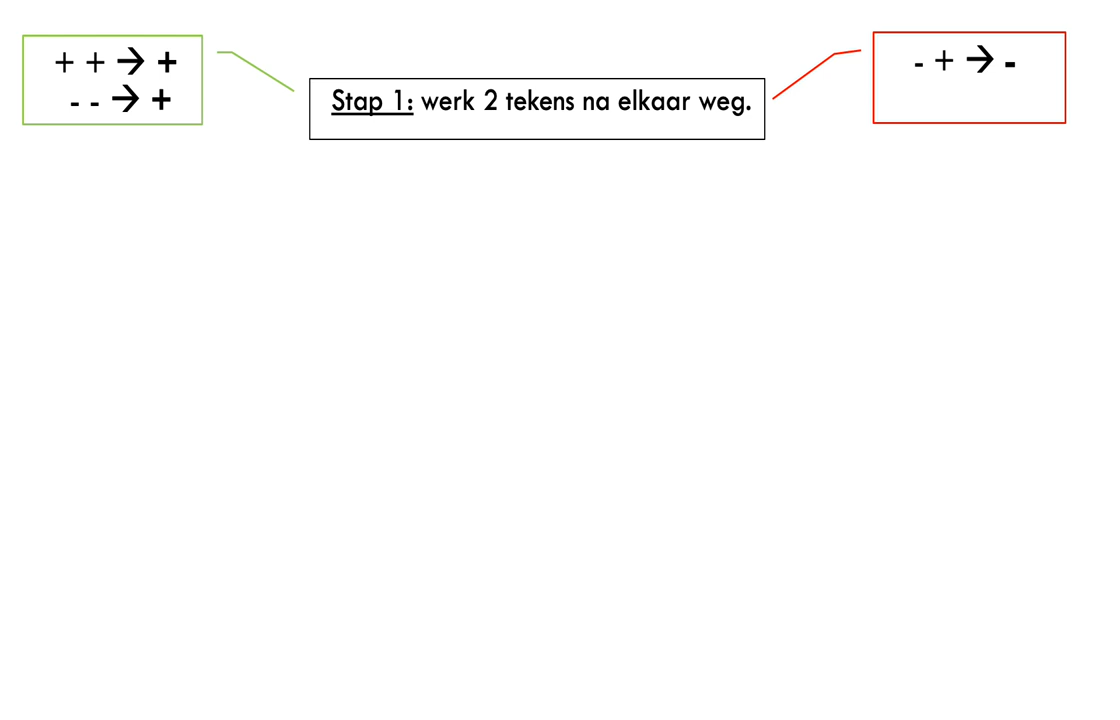 + + → +
- - → +
Stap 1: werk 2 tekens na elkaar weg.
- + → -